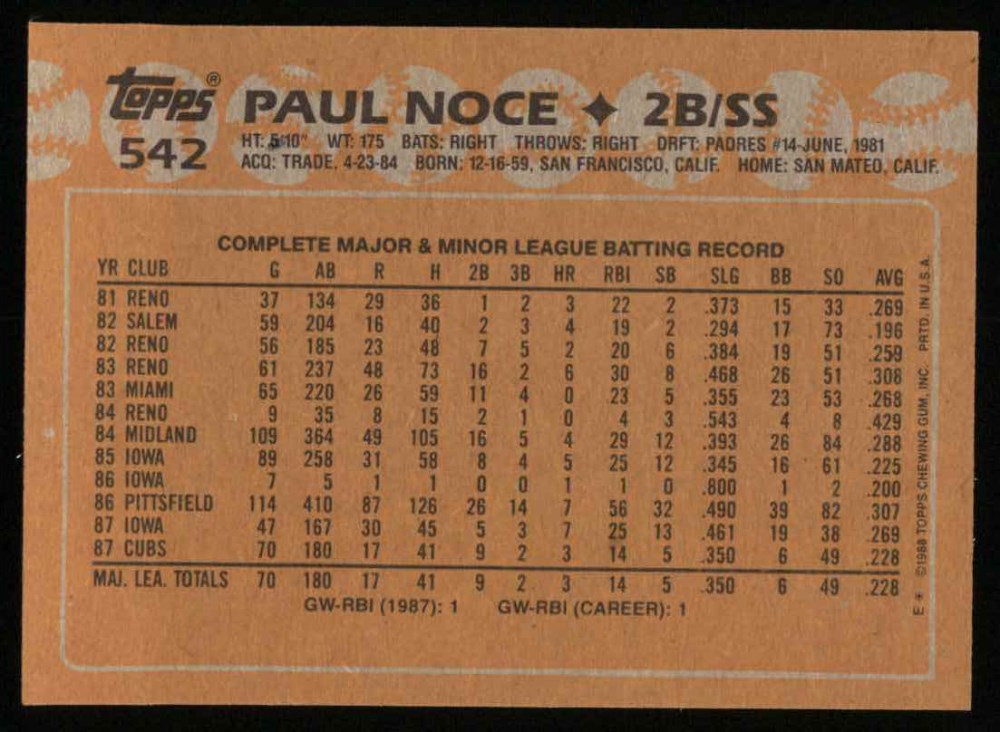 Topps® PAUL NOCE ✦ 2B/SS
542 HT: 5'10" WT: 175 BATS: RIGHT THROWS: RIGHT DRFT: PADRES #14-JUNE, 1981
ACQ: TRADE, 4-23-84 BORN: 12-16-59, SAN FRANCISCO, CALIF. HOME: SAN MATEO, CALIF.
COMPLETE MAJOR & MINOR LEAGUE BATTING RECORD
YR CLUB G AB R H 2B 3B HR RBI SB SLG BB SO AVG
81 RENO 37 134 29 36 1 2 3 22 2 .373 15 33 .269
82 SALEM 59 204 16 40 2 3 4 19 2 .294 17 73 .196
82 RENO 56 185 23 48 7 5 2 20 6 .384 19 51 .259
83 RENO 61 237 48 73 16 2 6 30 8 .468 26 51 .308
83 MIAMI 65 220 26 59 11 4 0 23 5 .355 23 53 .268
84 RENO 9 35 8 15 2 1 0 4 3 .543 4 8 .429
84 MIDLAND 109 364 49 105 16 5 4 29 12 .393 26 84 .288
85 IOWA 89 258 31 58 8 4 5 25 12 .345 16 61 .225
86 IOWA 7 5 1 1 0 0 1 1 0 .800 1 2 .200
86 PITTSFIELD 114 410 87 126 26 14 7 56 32 .490 39 82 .307
87 IOWA 47 167 30 45 5 3 7 25 13 .461 19 38 .269
87 CUBS 70 180 17 41 9 2 3 14 5 .350 6 49 .228
MAJ. LEA. TOTALS 70 180 17 41 9 2 3 14 5 .350 6 49 .228
GW-RBI (1987): 1 GW-RBI (CAREER): 1
E * ©1988 TOPPS CHEWING GUM, INC. PRTD. IN U.S.A.